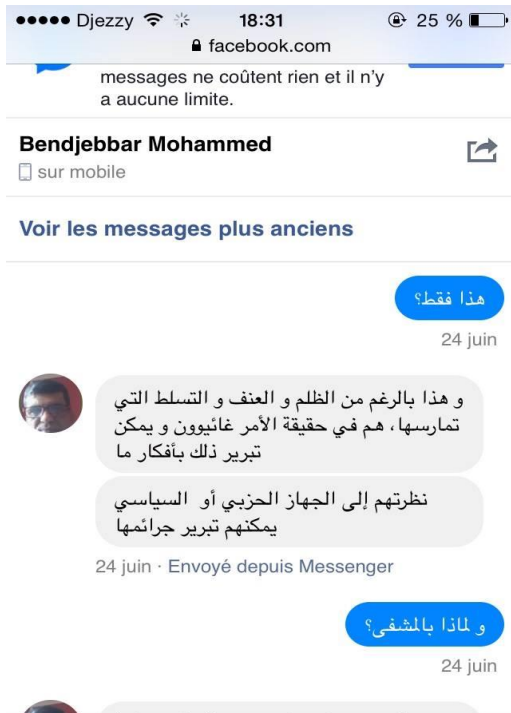 Djezzy 18:31 25 %
facebook.com
messages ne coûtent rien et il n'y
a aucune limite.
Bendjebbar Mohammed
sur mobile
Voir les messages plus anciens
هذا فقط؟
24 juin
و هذا بالرغم من الظلم و العنف و التسلط التي
تمارسها، هم في حقيقة الأمر غائيوون و يمكن
تبرير ذلك بأفكار ما
نظرتهم إلى الجهاز الحزبي أو السياسي
يمكنهم تبرير جرائمها
24 juin · Envoyé depuis Messenger
و لماذا بالمشفى؟
24 juin